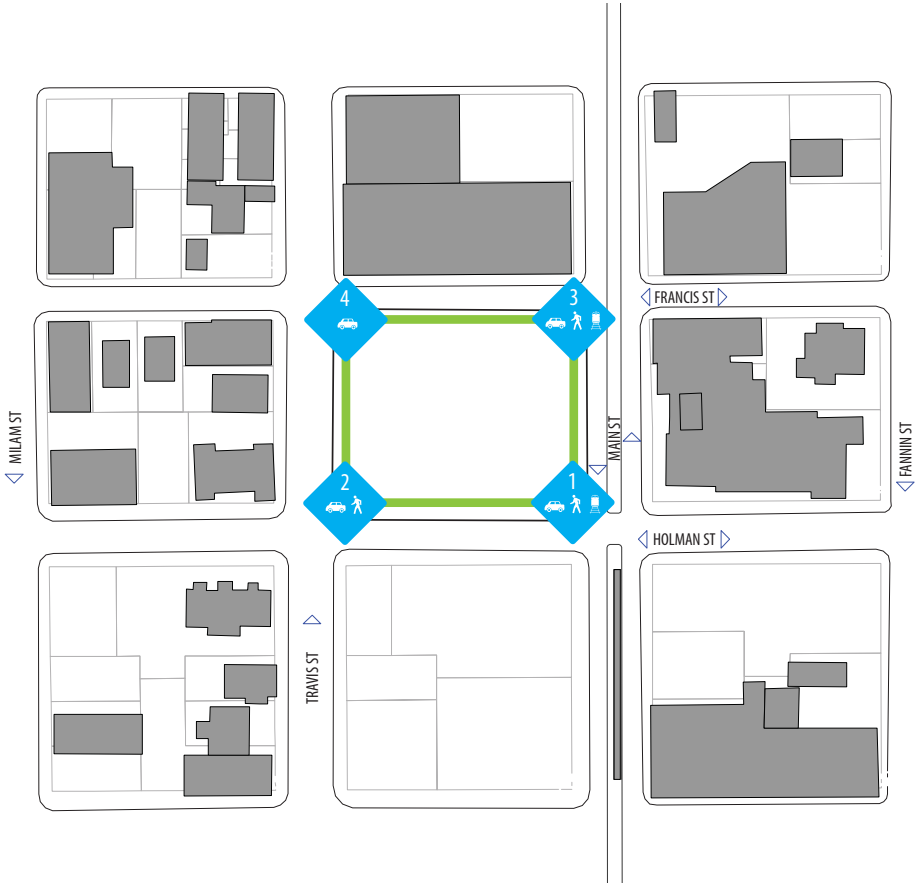 4
3
FRANCIS ST
MILAM ST
MAIN ST
FANNIN ST
2
1
HOLMAN ST
TRAVIS ST